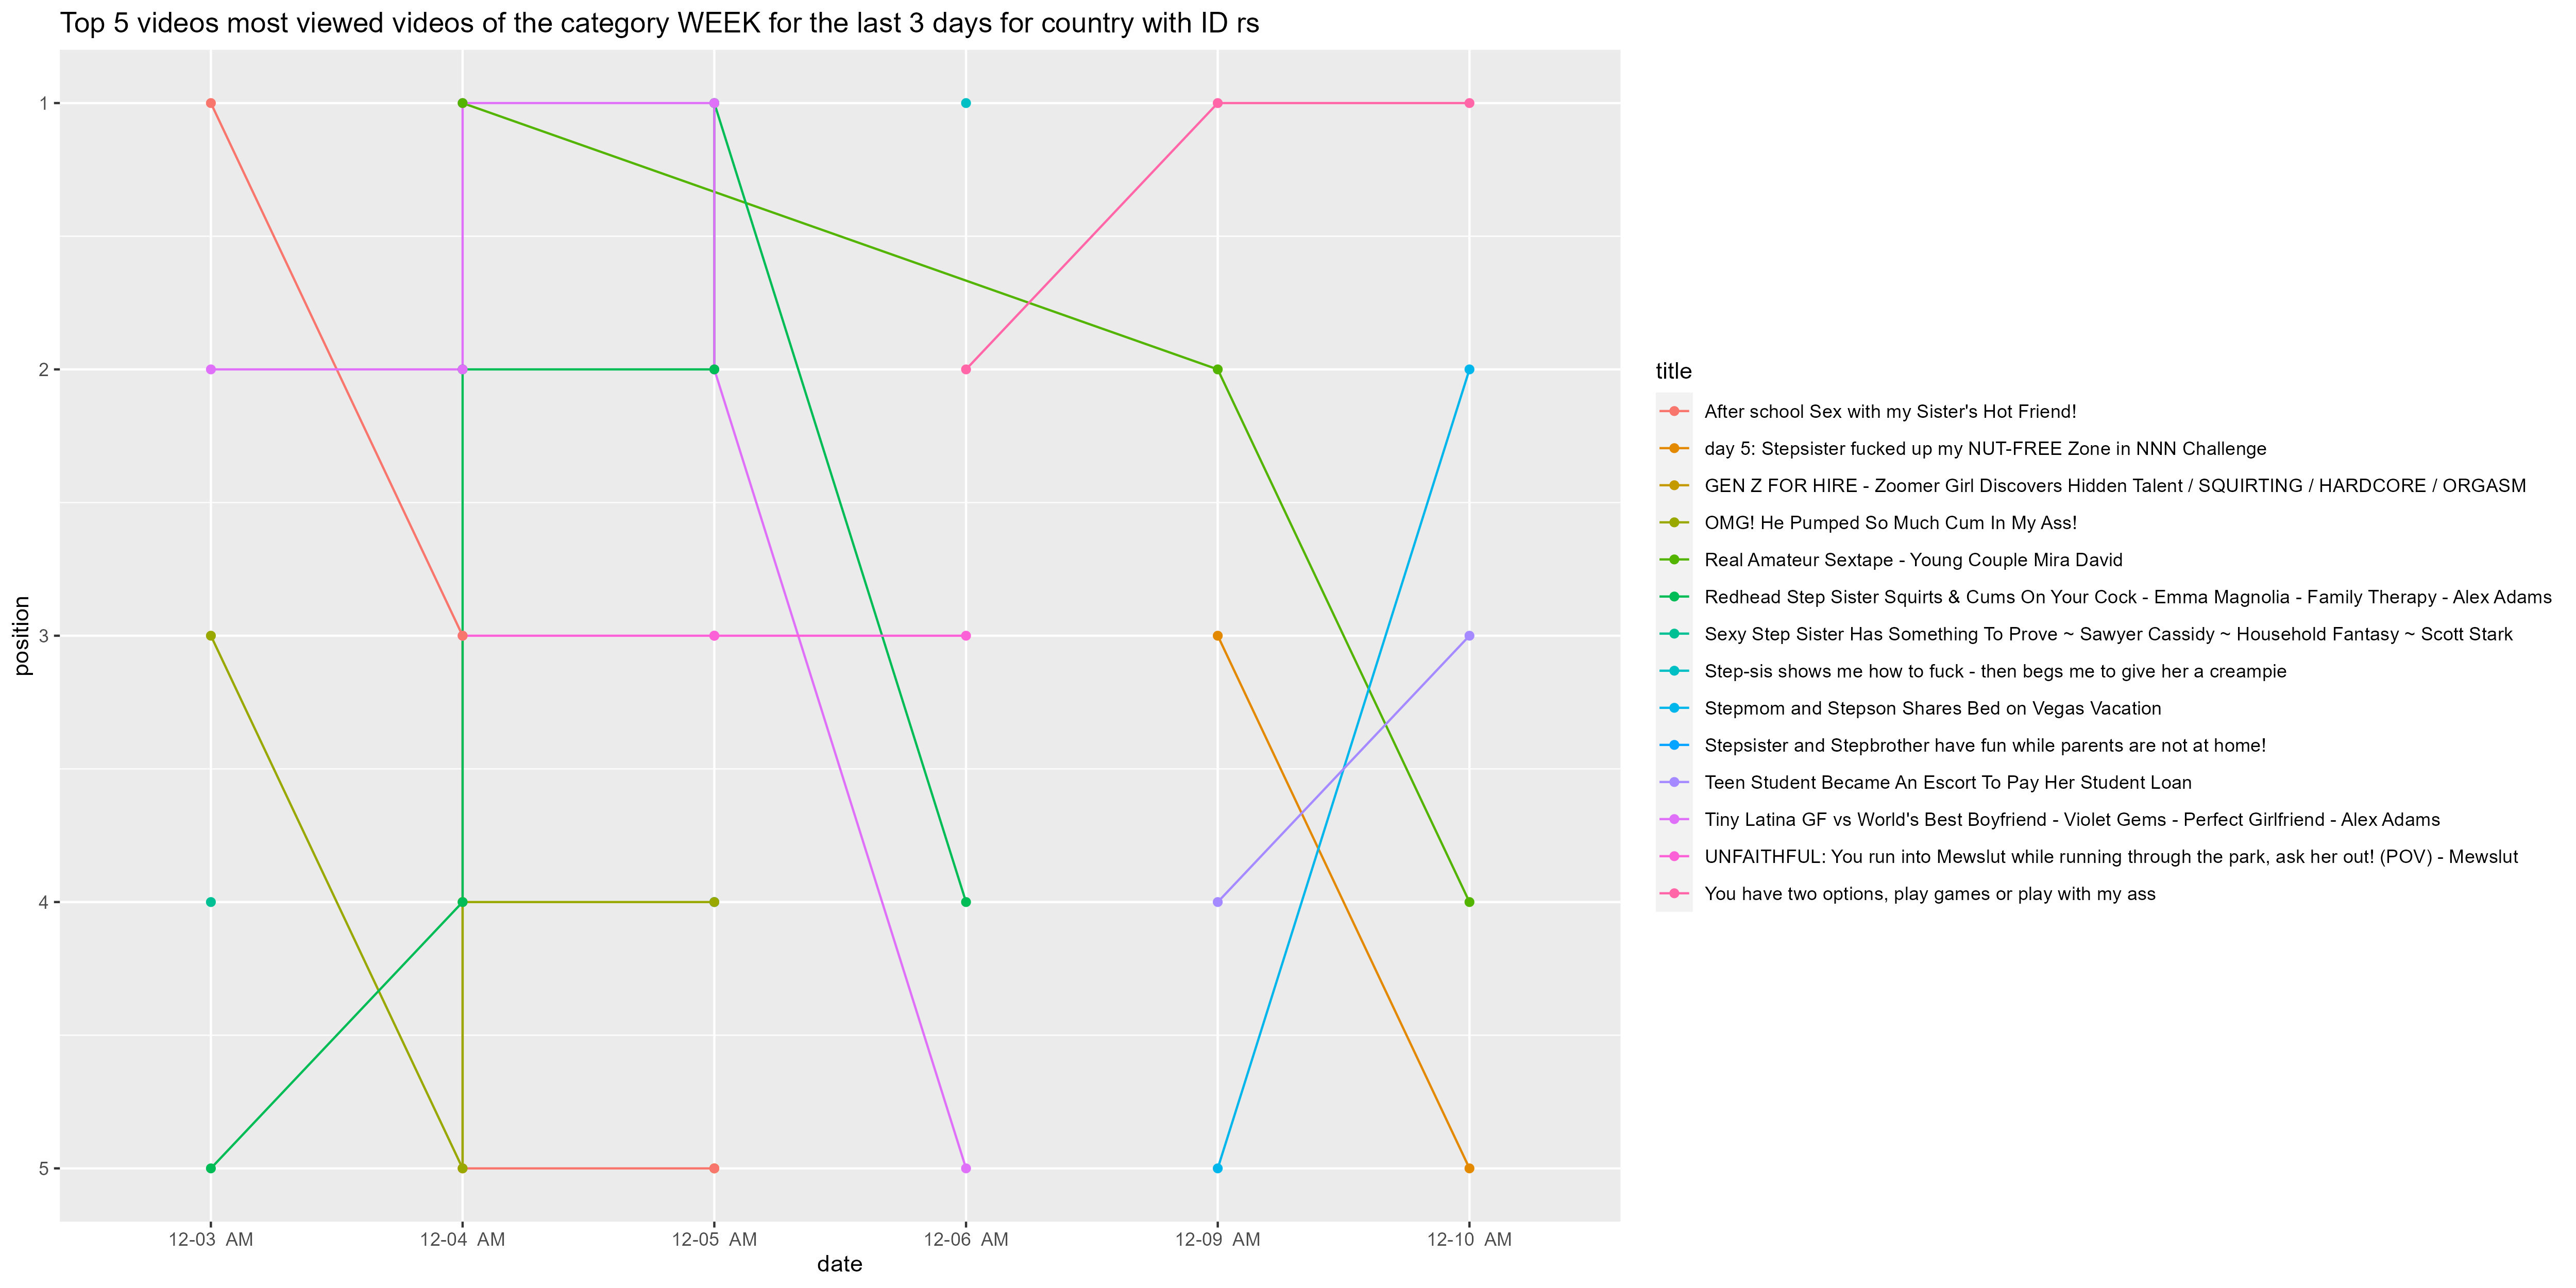 Top 5 videos most viewed videos of the category WEEK for the last 3 days for country with ID rs
position
1
2
3
4
5
12-03 AM
12-04 AM
12-05 AM
12-06 AM
12-09 AM
12-10 AM
date
title
After school Sex with my Sister's Hot Friend!
day 5: Stepsister fucked up my NUT-FREE Zone in NNN Challenge
GEN Z FOR HIRE - Zoomer Girl Discovers Hidden Talent / SQUIRTING / HARDCORE / ORGASM
OMG! He Pumped So Much Cum In My Ass!
Real Amateur Sextape - Young Couple Mira David
Redhead Step Sister Squirts & Cums On Your Cock - Emma Magnolia - Family Therapy - Alex Adams
Sexy Step Sister Has Something To Prove ~ Sawyer Cassidy ~ Household Fantasy ~ Scott Stark
Step-sis shows me how to fuck - then begs me to give her a creampie
Stepmom and Stepson Shares Bed on Vegas Vacation
Stepsister and Stepbrother have fun while parents are not at home!
Teen Student Became An Escort To Pay Her Student Loan
Tiny Latina GF vs World's Best Boyfriend - Violet Gems - Perfect Girlfriend - Alex Adams
UNFAITHFUL: You run into Mewslut while running through the park, ask her out! (POV) - Mewslut
You have two options, play games or play with my ass